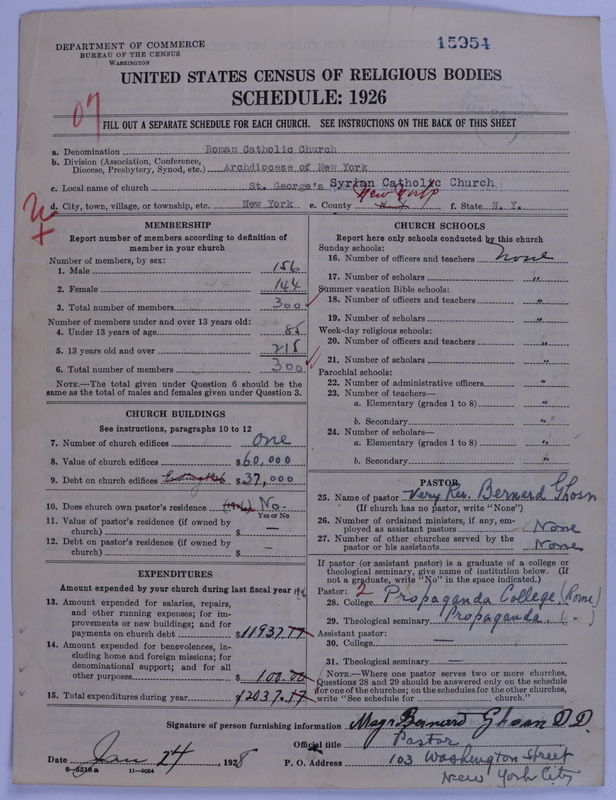 15954
DEPARTMENT OF COMMERCE
BUREAU OF THE CENSUS
WASHINGTON
UNITED STATES CENSUS OF RELIGIOUS BODIES
SCHEDULE: 1926
07
FILL OUT A SEPARATE SCHEDULE FOR EACH CHURCH. SEE INSTRUCTIONS ON THE BACK OF THIS SHEET
a. Denomination Roman Catholic Church
b. Division (Association, Conference, Diocese, Presbytery, Synod, etc.) Archdiocese of New York
c. Local name of church St. George's Syrian Catholic Church
d. City, town, village, or township, etc. New York e. County New York f. State N. Y.
MEMBERSHIP
Report number of members according to definition of
member in your church
Number of members, by sex:
1. Male 156
2. Female 144
3. Total number of members 300
Number of members under and over 13 years old:
4. Under 13 years of age 85
5. 13 years old and over 215
6. Total number of members 300
NOTE.—The total given under Question 6 should be the
same as the total of males and females given under Question 3.
CHURCH BUILDINGS
See instructions, paragraphs 10 to 12
7. Number of church edifices One
8. Value of church edifices $60,000
9. Debt on church edifices $37,000
10. Does church own pastor's residence No.
Yes or No
11. Value of pastor's residence (if owned by
church) $ —
12. Debt on pastor's residence (if owned by
church) $ —
EXPENDITURES
Amount expended by your church during last fiscal year
13. Amount expended for salaries, repairs,
and other running expenses; for im-
provements or new buildings; and for
payments on church debt $11937.77
14. Amount expended for benevolences, in-
cluding home and foreign missions; for
denominational support; and for all
other purposes $100.00
15. Total expenditures during year $12037.77
CHURCH SCHOOLS
Report here only schools conducted by this church
Sunday schools:
16. Number of officers and teachers None
17. Number of scholars "
Summer vacation Bible schools:
18. Number of officers and teachers "
19. Number of scholars "
Week-day religious schools:
20. Number of officers and teachers "
21. Number of scholars "
Parochial schools:
22. Number of administrative officers "
23. Number of teachers—
a. Elementary (grades 1 to 8) "
b. Secondary "
24. Number of scholars—
a. Elementary (grades 1 to 8) "
b. Secondary "
PASTOR
25. Name of pastor Very Rev. Bernard Ghosn
(If church has no pastor, write "None")
26. Number of ordained ministers, if any, em-
ployed as assistant pastors None
27. Number of other churches served by the
pastor or his assistants None
If pastor (or assistant pastor) is a graduate of a college or
theological seminary, give name of institution below. (If
not a graduate, write "No" in the space indicated.)
Pastor: 2
28. College Propaganda College (Rome)
29. Theological seminary Propaganda ( " )
Assistant pastor:
30. College —
31. Theological seminary —
NOTE.—Where one pastor serves two or more churches,
Questions 28 and 29 should be answered only on the schedule
for one of the churches; on the schedules for the other churches,
write "See schedule for church."
Signature of person furnishing information Msgr Bernard Ghosn D.D.
Official title Pastor
Date Jan 24, 1928 P. O. Address 103 Washington Street
New York City
8-5518a 11-9084